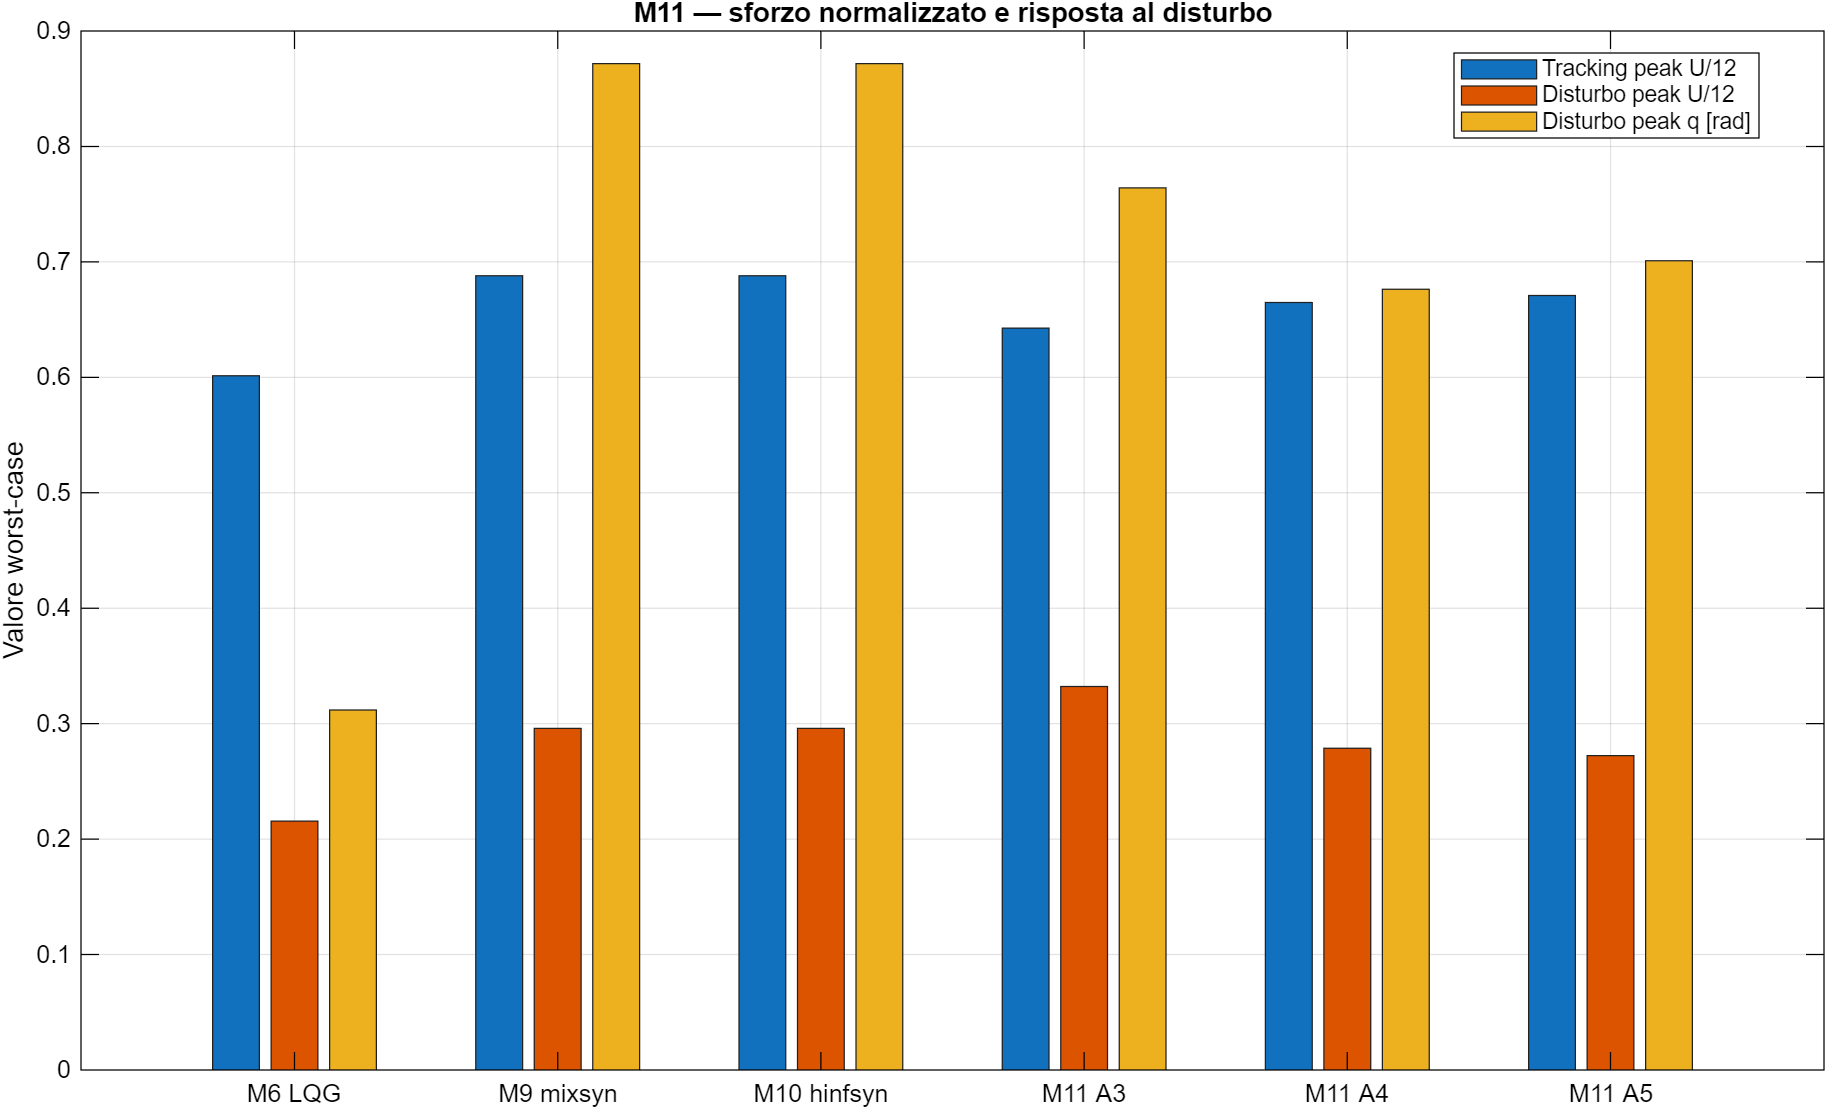 M11 — sforzo normalizzato e risposta al disturbo
Tracking peak U/12
Disturbo peak U/12
Disturbo peak q [rad]
Valore worst-case
0.9
0.8
0.7
0.6
0.5
0.4
0.3
0.2
0.1
0
M6 LQG
M9 mixsyn
M10 hinfsyn
M11 A3
M11 A4
M11 A5